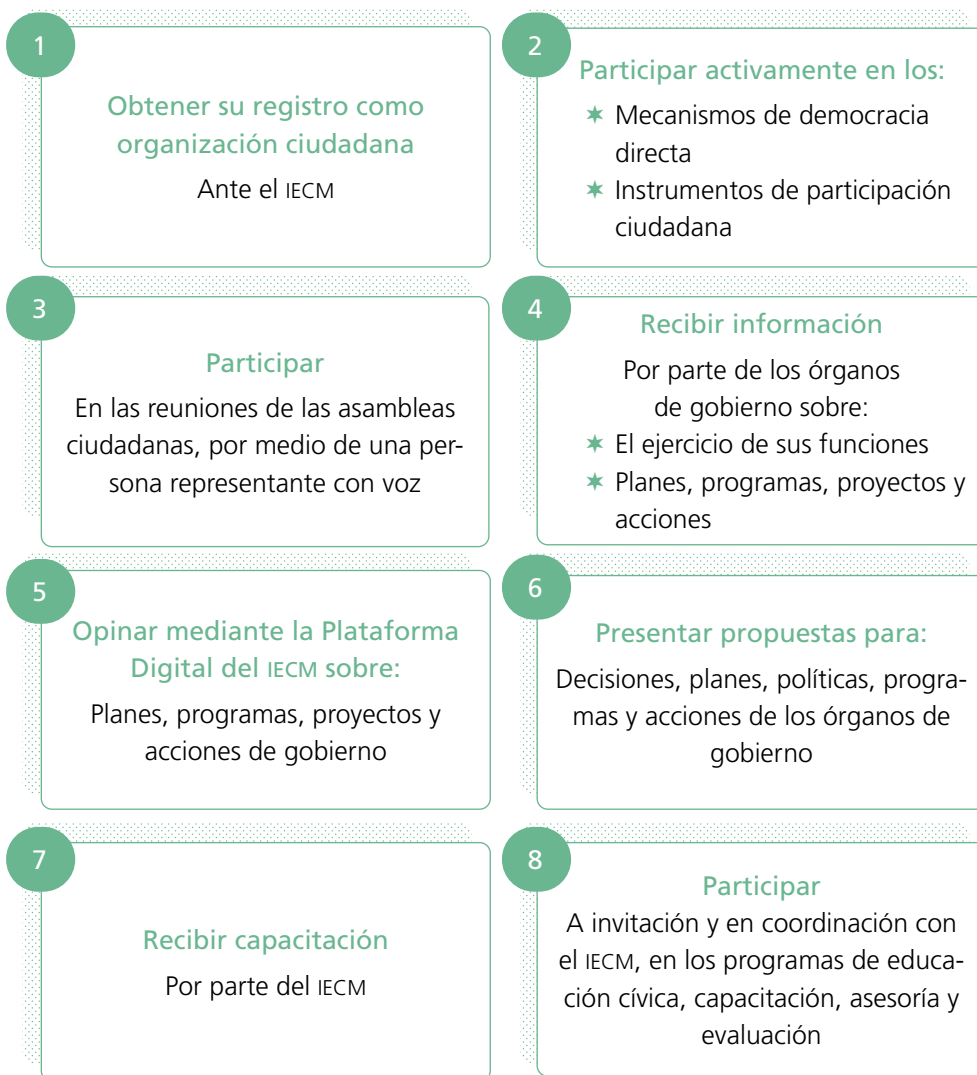 1
Obtener su registro como
organización ciudadana
Ante el IECM
2
Participar activamente en los:
✶ Mecanismos de democracia
directa
✶ Instrumentos de participación
ciudadana
3
Participar
En las reuniones de las asambleas
ciudadanas, por medio de una per-
sona representante con voz
4
Recibir información
Por parte de los órganos
de gobierno sobre:
✶ El ejercicio de sus funciones
✶ Planes, programas, proyectos y
acciones
5
Opinar mediante la Plataforma
Digital del IECM sobre:
Planes, programas, proyectos y
acciones de gobierno
6
Presentar propuestas para:
Decisiones, planes, políticas, progra-
mas y acciones de los órganos de
gobierno
7
Recibir capacitación
Por parte del IECM
8
Participar
A invitación y en coordinación con
el IECM, en los programas de educa-
ción cívica, capacitación, asesoría y
evaluación